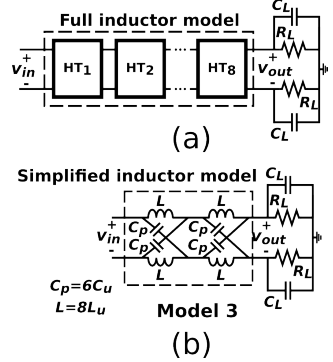 Full inductor model
C_L
R_L
v_in + -
HT_1 HT_2 HT_8
v_out + -
R_L
C_L
(a)
Simplified inductor model
C_L
R_L
L L
v_in + -
C_p C_p
C_p C_p
v_out + -
L L
R_L
C_L
C_p=6C_u
L=8L_u
Model 3
(b)